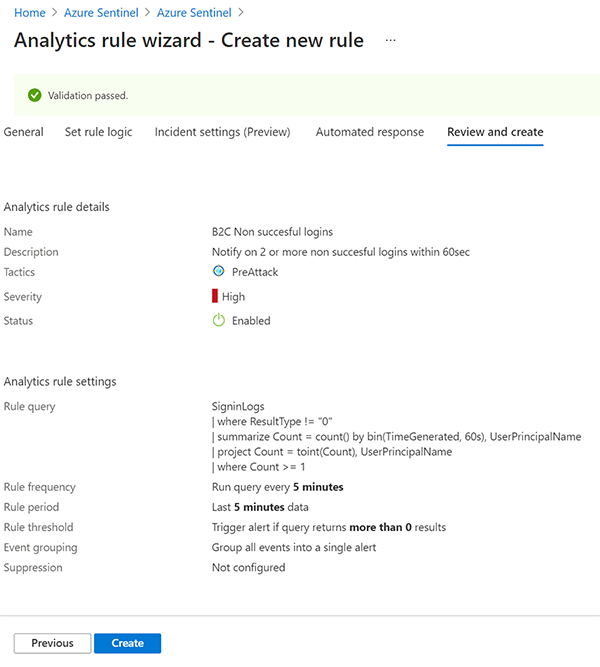 Home > Azure Sentinel > Azure Sentinel >
Analytics rule wizard - Create new rule ...
Validation passed.
General Set rule logic Incident settings (Preview) Automated response Review and create
Analytics rule details
Name B2C Non succesful logins
Description Notify on 2 or more non succesful logins within 60sec
Tactics PreAttack
Severity High
Status Enabled
Analytics rule settings
Rule query SigninLogs
| where ResultType != "0"
| summarize Count = count() by bin(TimeGenerated, 60s), UserPrincipalName
| project Count = toint(Count), UserPrincipalName
| where Count >= 1
Rule frequency Run query every 5 minutes
Rule period Last 5 minutes data
Rule threshold Trigger alert if query returns more than 0 results
Event grouping Group all events into a single alert
Suppression Not configured
Previous Create